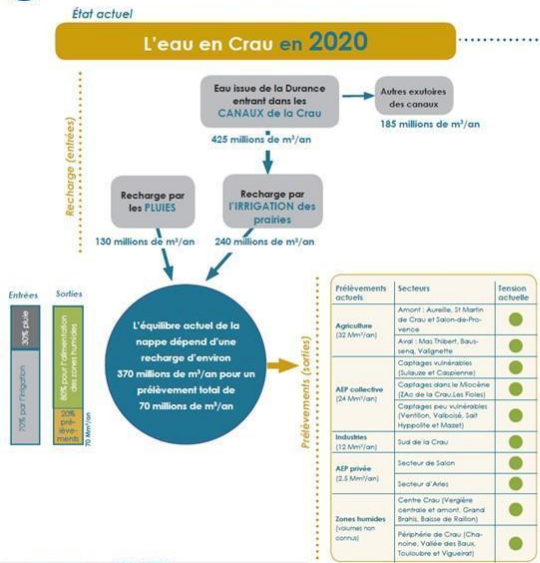 État actuel
L'eau en Crau en 2020
Recharge (entrées)
Eau issue de la Durance
entrant dans les
CANAUX de la Crau
Autres exutoires
des canaux
185 millions de m³/an
425 millions de m³/an
Recharge par
les PLUIES
Recharge par
l'IRRIGATION des
prairies
130 millions de m³/an
240 millions de m³/an
Entrées
Sorties
30% pluie
70% par l'irrigation
80% pour l'alimentation
des zones humides
20%
pré-
lève-
ments
70 Mm³/an
L'équilibre actuel de la
nappe dépend d'une
recharge d'environ
370 millions de m³/an pour un
prélèvement total de
70 millions de m³/an
Prélèvements (sorties)
Prélèvements
actuels
Secteurs
Tension
actuelle
Agriculture
(32 Mm³/an)
Amont : Aureille, St Martin
de Crau et Salon-de-Pro-
vence
Aval : Mas Thibert, Baus-
senq, Valignette
AEP collective
(24 Mm³/an)
Captages vulnérables
(Sulauze et Caspienne)
Captages dans le Miocène
(ZAc de la Crau,Les Fioles)
Captages peu vulnérables
(Ventillon, Valboisé, Sait
Hyppolite et Mazet)
Industries
(12 Mm³/an)
Sud de la Crau
AEP privée
(2.5 Mm³/an)
Secteur de Salon
Secteur d'Arles
Zones humides
(volumes non
connus)
Centre Crau (Vergière
centrale et amont, Grand
Brahis, Baisse de Raillon)
Périphérie de Crau (Cha-
noine, Vallée des Baux,
Touloubre et Vigueirat)